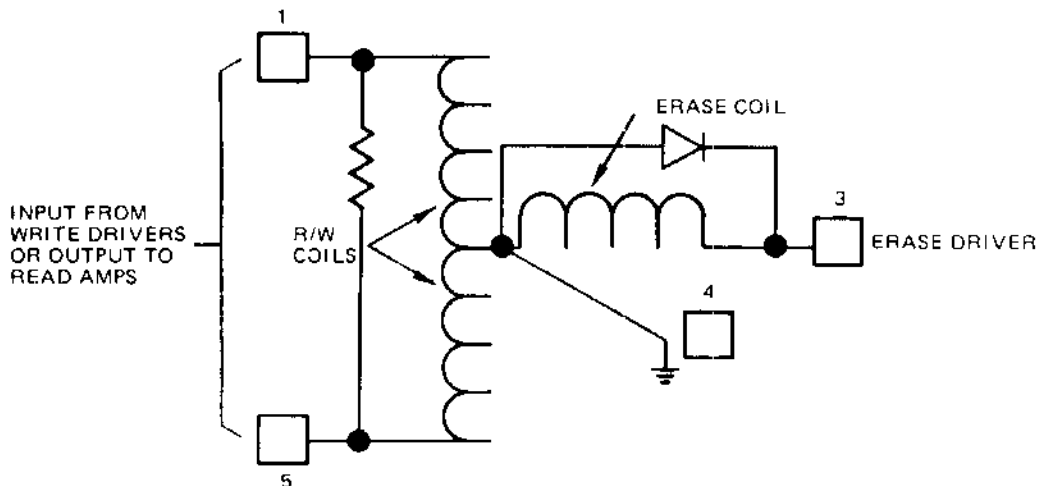 1
ERASE COIL
3
INPUT FROM
WRITE DRIVERS
OR OUTPUT TO
READ AMPS
R/W
COILS
ERASE DRIVER
4
5